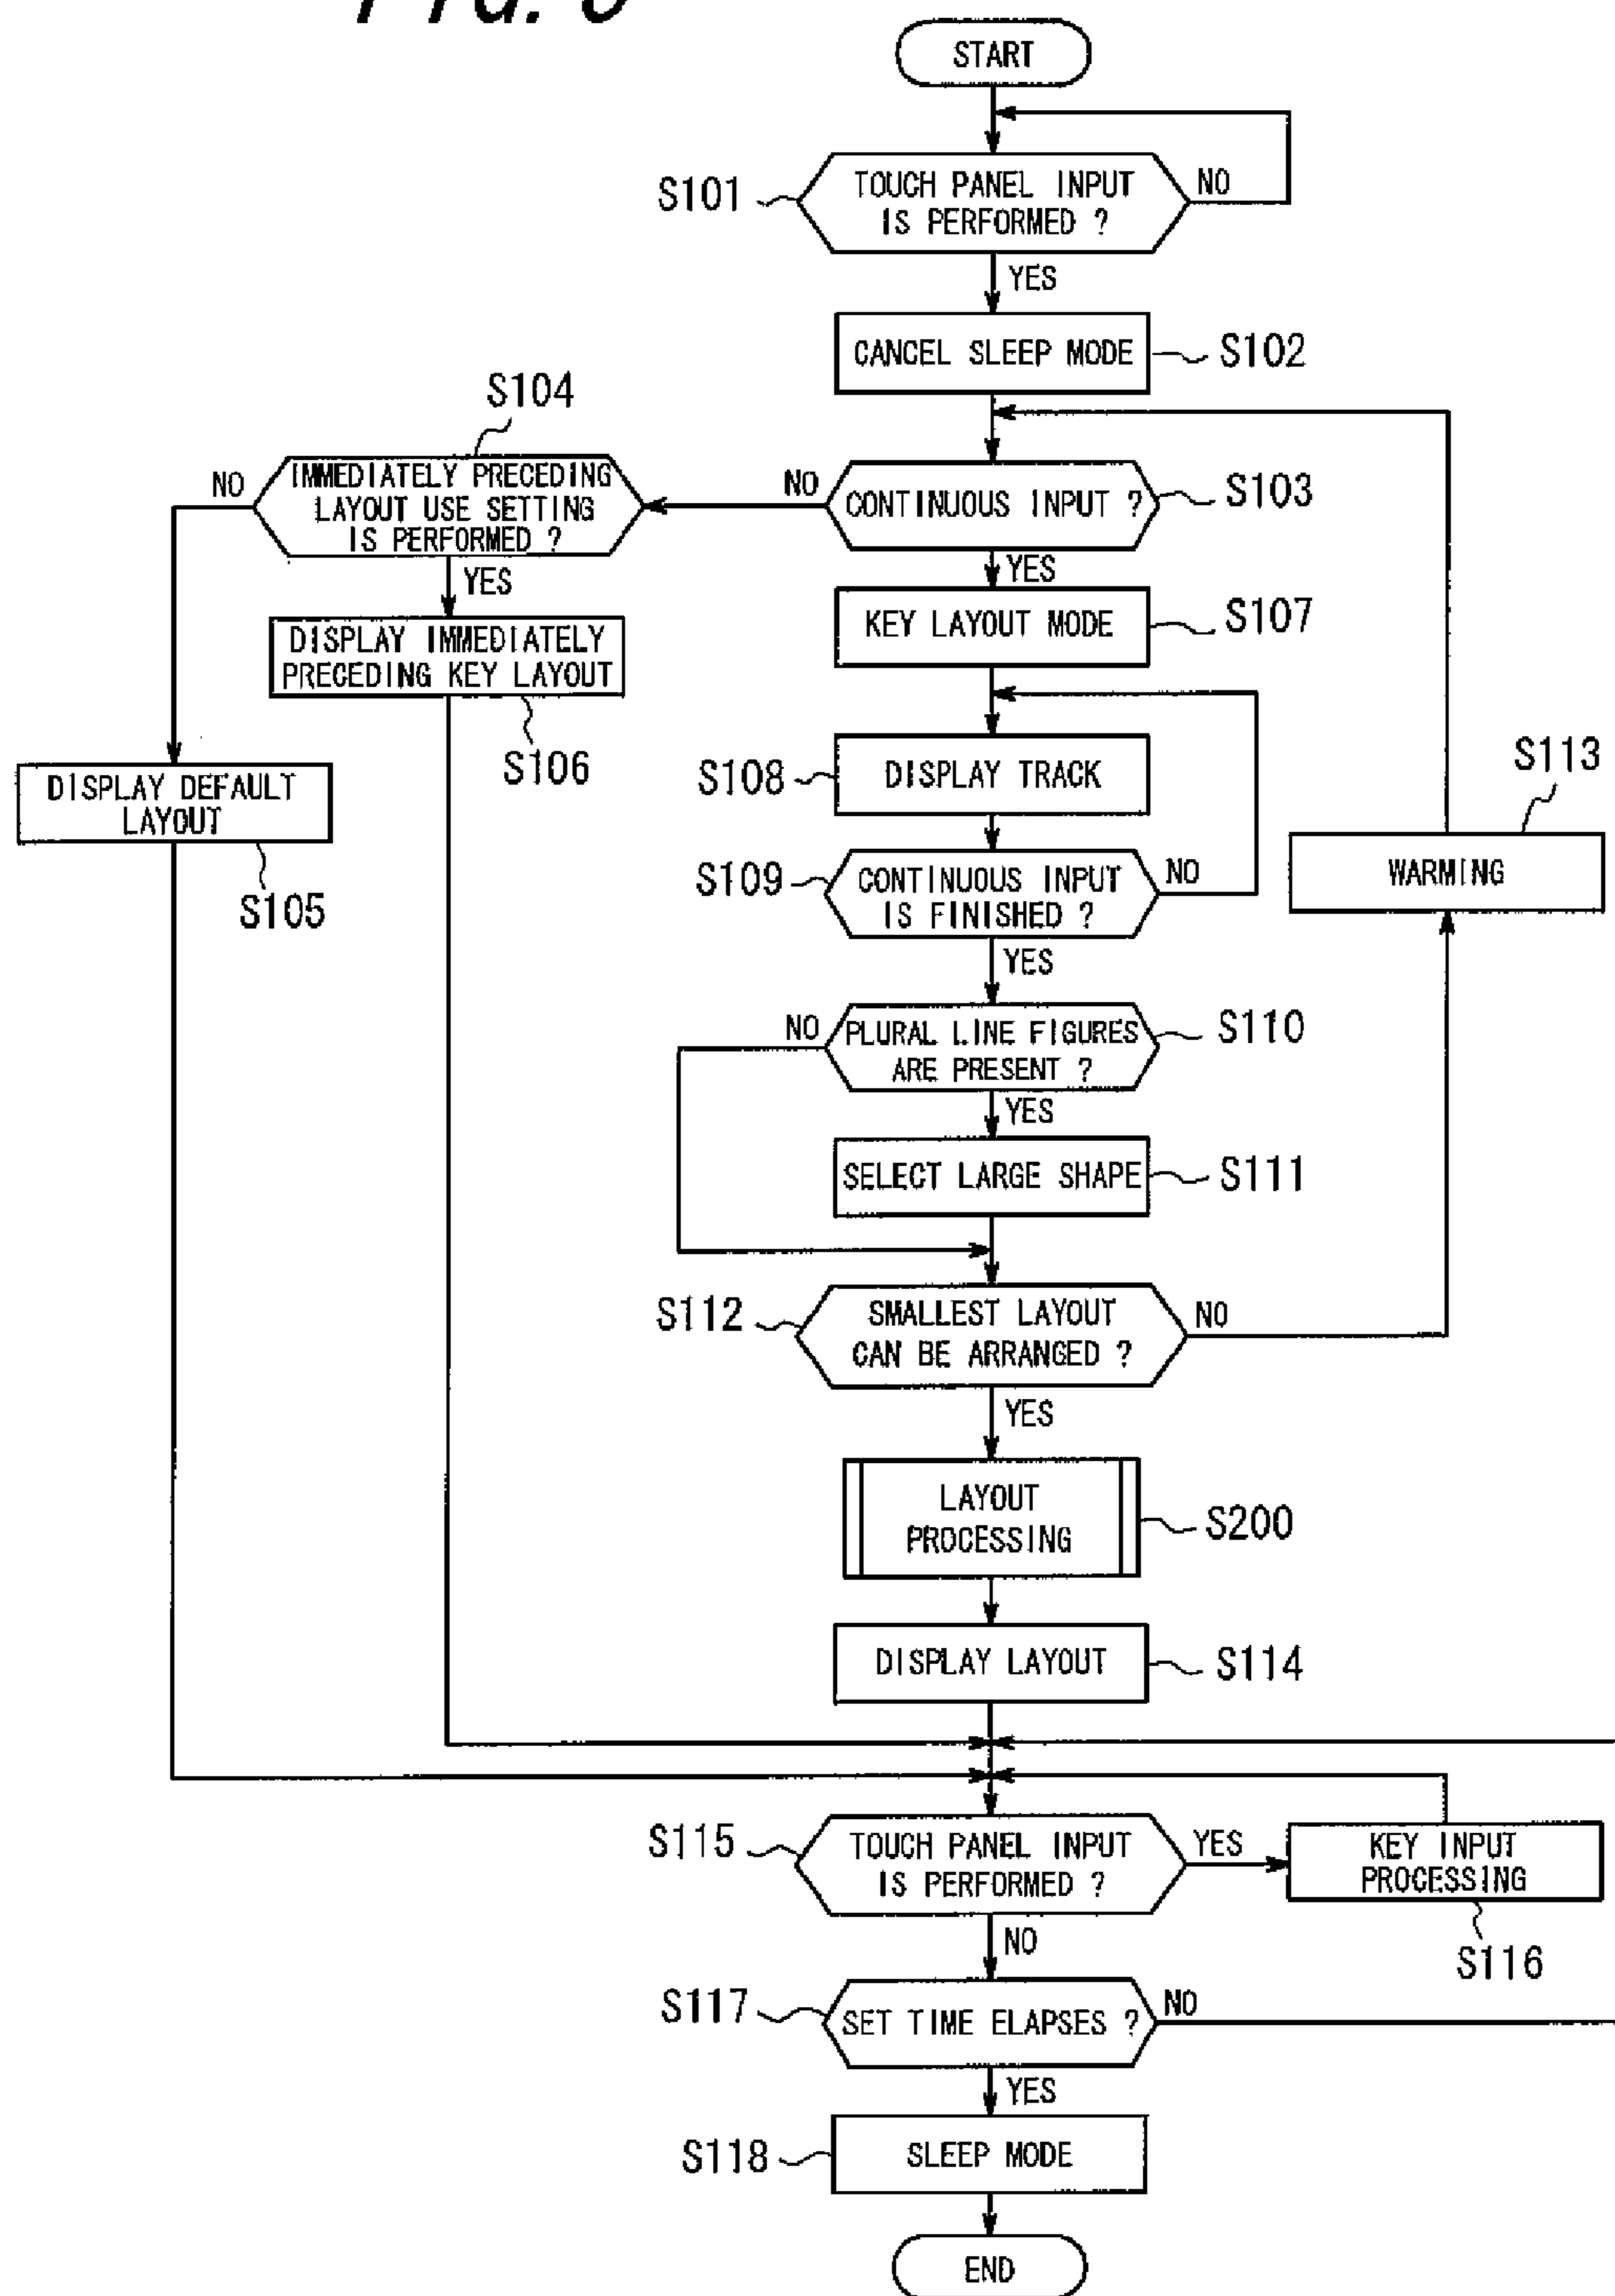 START
S101
TOUCH PANEL INPUT
IS PERFORMED ?
NO
YES
CANCEL SLEEP MODE
S102
S104
IMMEDIATELY PRECEDING
LAYOUT USE SETTING
IS PERFORMED ?
NO
YES
NO
CONTINUOUS INPUT ?
S103
YES
DISPLAY IMMEDIATELY
PRECEDING KEY LAYOUT
S106
KEY LAYOUT MODE
S107
DISPLAY DEFAULT
LAYOUT
S105
S108
DISPLAY TRACK
S113
WARMING
S109
CONTINUOUS INPUT
IS FINISHED ?
NO
YES
NO
PLURAL LINE FIGURES
ARE PRESENT ?
S110
YES
SELECT LARGE SHAPE
S111
S112
SMALLEST LAYOUT
CAN BE ARRANGED ?
NO
YES
LAYOUT
PROCESSING
S200
DISPLAY LAYOUT
S114
S115
TOUCH PANEL INPUT
IS PERFORMED ?
YES
KEY INPUT
PROCESSING
S116
NO
S117
SET TIME ELAPSES ?
NO
YES
S118
SLEEP MODE
END